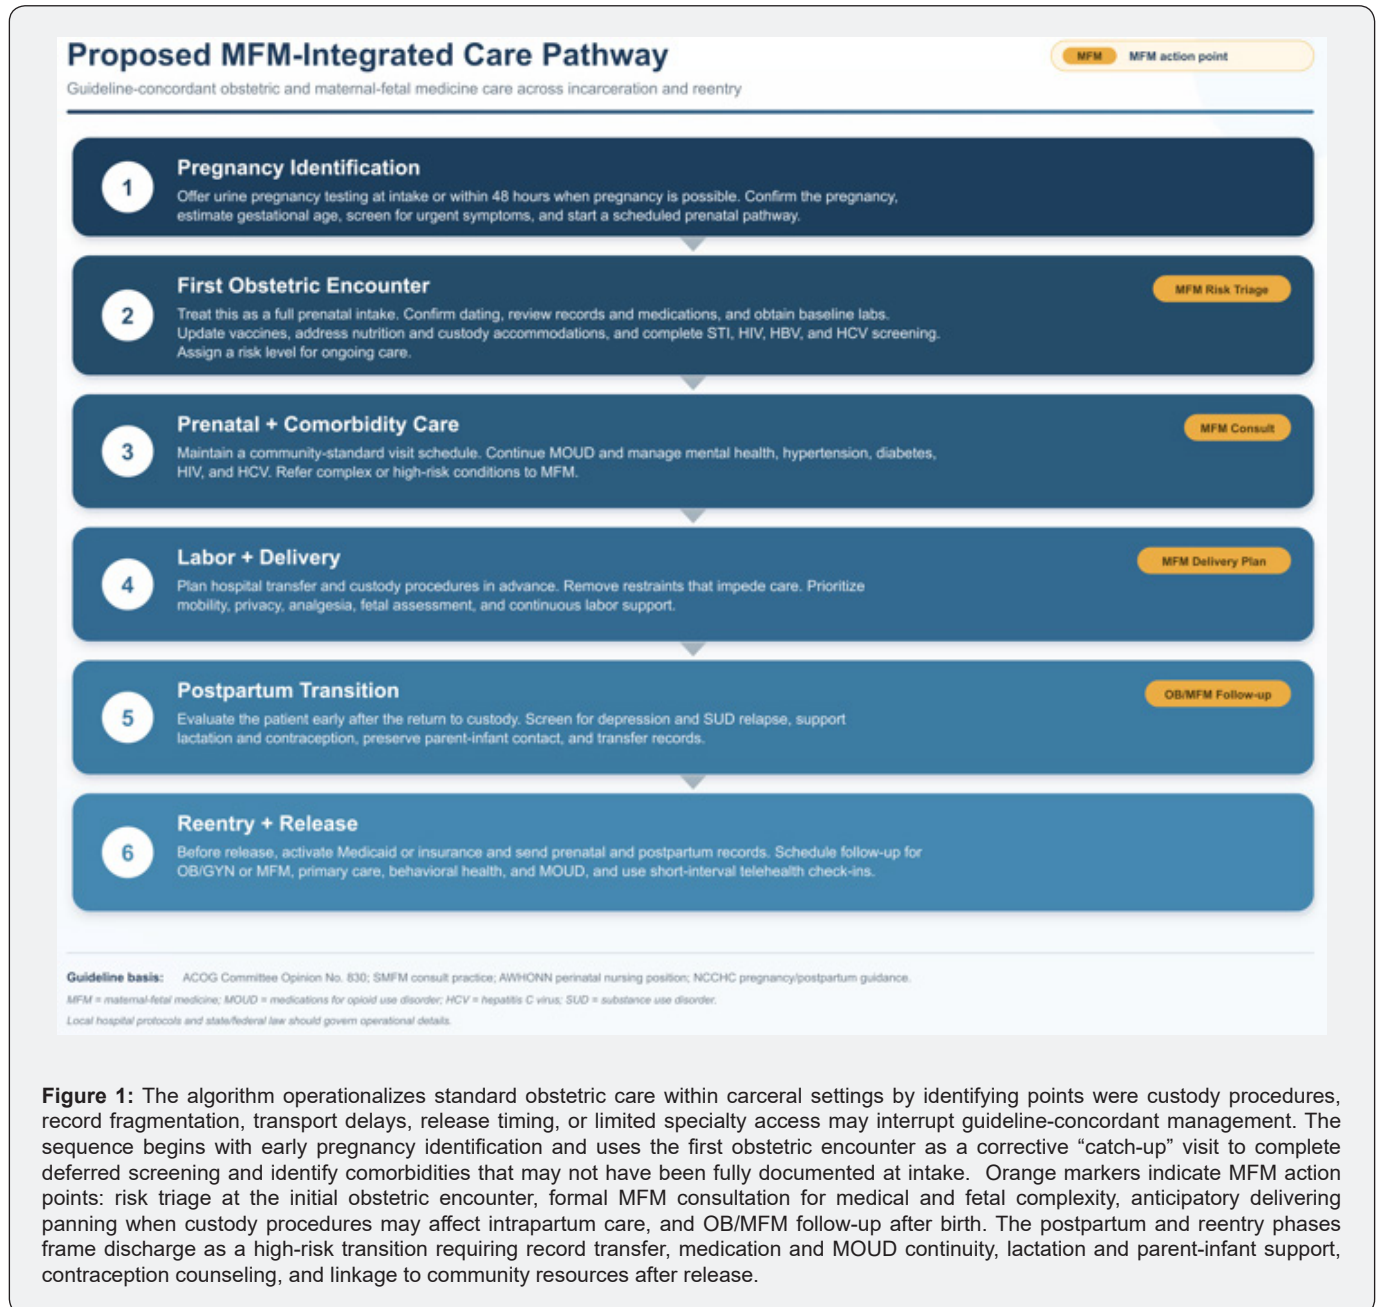 Proposed MFM-Integrated Care Pathway
MFM MFM action point
Guideline-concordant obstetric and maternal-fetal medicine care across incarceration and reentry
1
Pregnancy Identification
Offer urine pregnancy testing at intake or within 48 hours when pregnancy is possible. Confirm the pregnancy,
estimate gestational age, screen for urgent symptoms, and start a scheduled prenatal pathway.
2
First Obstetric Encounter
MFM Risk Triage
Treat this as a full prenatal intake. Confirm dating, review records and medications, and obtain baseline labs.
Update vaccines, address nutrition and custody accommodations, and complete STI, HIV, HBV, and HCV screening.
Assign a risk level for ongoing care.
3
Prenatal + Comorbidity Care
MFM Consult
Maintain a community-standard visit schedule. Continue MOUD and manage mental health, hypertension, diabetes,
HIV, and HCV. Refer complex or high-risk conditions to MFM.
4
Labor + Delivery
MFM Delivery Plan
Plan hospital transfer and custody procedures in advance. Remove restraints that impede care. Prioritize
mobility, privacy, analgesia, fetal assessment, and continuous labor support.
5
Postpartum Transition
OB/MFM Follow-up
Evaluate the patient early after the return to custody. Screen for depression and SUD relapse, support
lactation and contraception, preserve parent-infant contact, and transfer records.
6
Reentry + Release
Before release, activate Medicaid or insurance and send prenatal and postpartum records. Schedule follow-up for
OB/GYN or MFM, primary care, behavioral health, and MOUD, and use short-interval telehealth check-ins.
Guideline basis: ACOG Committee Opinion No. 830; SMFM consult practice; AWHONN perinatal nursing position; NCCHC pregnancy/postpartum guidance.
MFM = maternal-fetal medicine; MOUD = medications for opioid use disorder; HCV = hepatitis C virus; SUD = substance use disorder.
Local hospital protocols and state/federal law should govern operational details.
Figure 1: The algorithm operationalizes standard obstetric care within carceral settings by identifying points were custody procedures,
record fragmentation, transport delays, release timing, or limited specialty access may interrupt guideline-concordant management. The
sequence begins with early pregnancy identification and uses the first obstetric encounter as a corrective “catch-up” visit to complete
deferred screening and identify comorbidities that may not have been fully documented at intake. Orange markers indicate MFM action
points: risk triage at the initial obstetric encounter, formal MFM consultation for medical and fetal complexity, anticipatory delivering
panning when custody procedures may affect intrapartum care, and OB/MFM follow-up after birth. The postpartum and reentry phases
frame discharge as a high-risk transition requiring record transfer, medication and MOUD continuity, lactation and parent-infant support,
contraception counseling, and linkage to community resources after release.